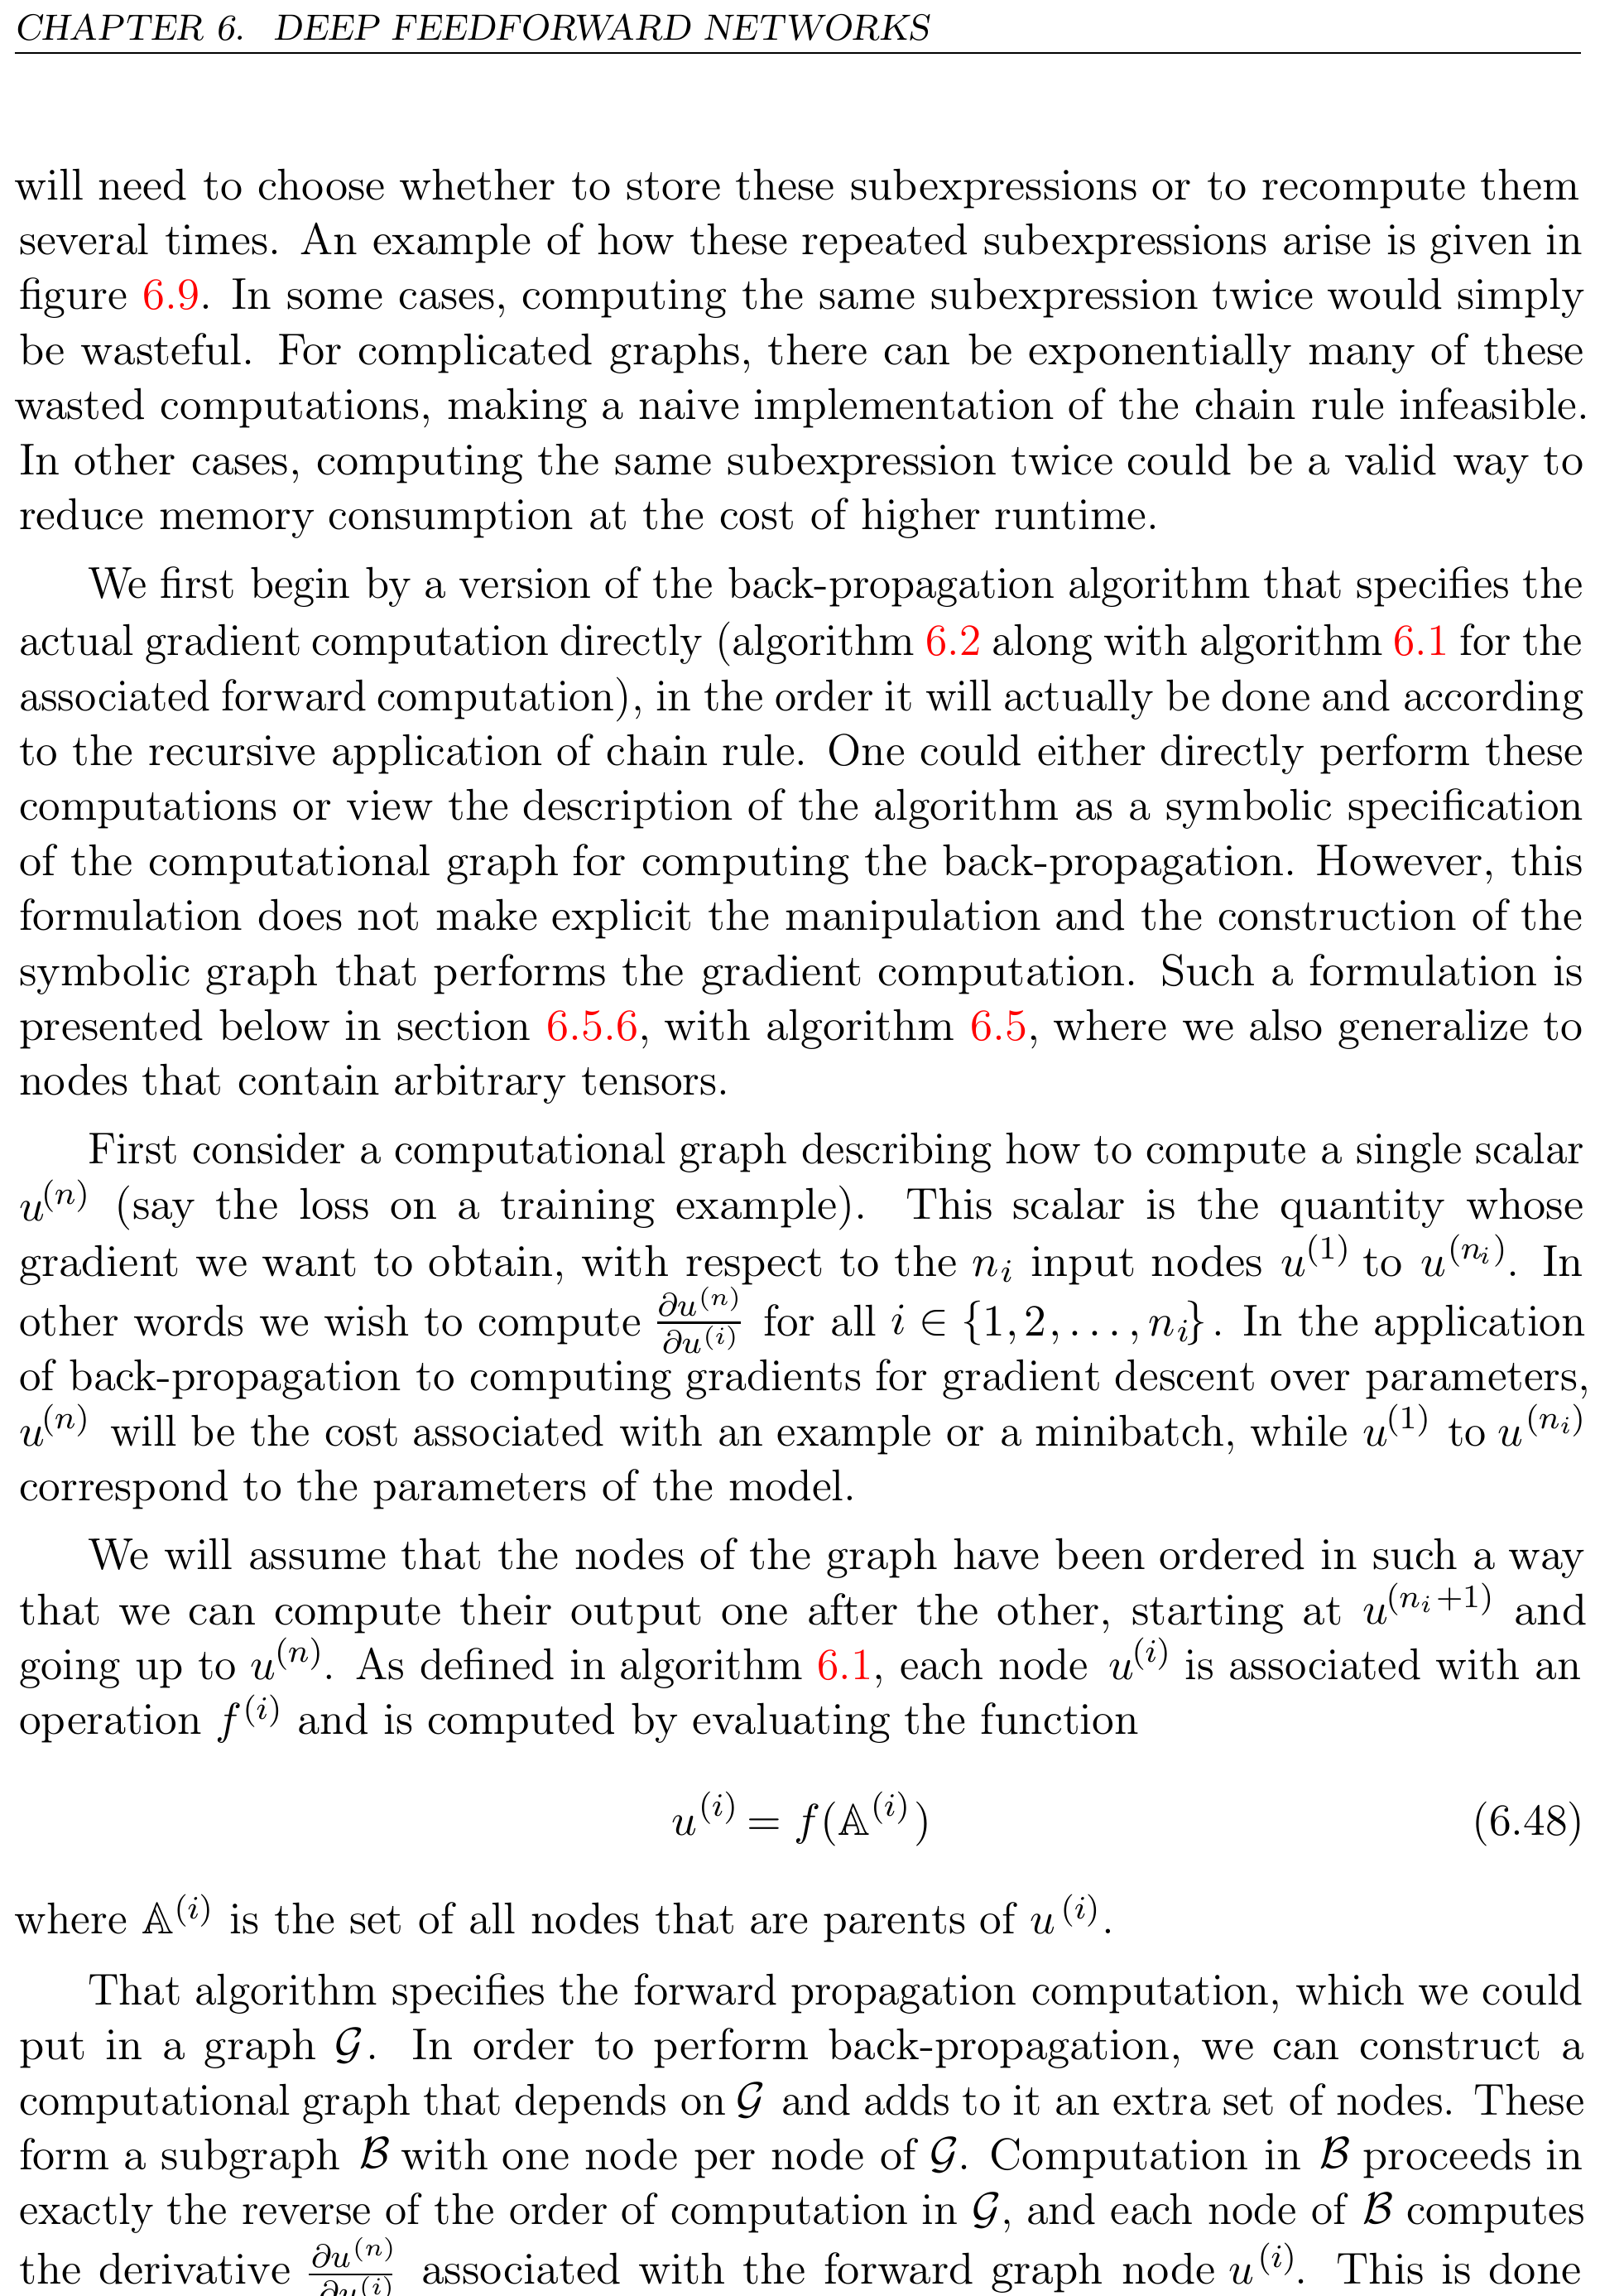 CHAPTER 6. DEEP FEEDFORWARD NETWORKS
will need to choose whether to store these subexpressions or to recompute them
several times. An example of how these repeated subexpressions arise is given in
figure 6.9. In some cases, computing the same subexpression twice would simply
be wasteful. For complicated graphs, there can be exponentially many of these
wasted computations, making a naive implementation of the chain rule infeasible.
In other cases, computing the same subexpression twice could be a valid way to
reduce memory consumption at the cost of higher runtime.
We first begin by a version of the back-propagation algorithm that specifies the
actual gradient computation directly (algorithm 6.2 along with algorithm 6.1 for the
associated forward computation), in the order it will actually be done and according
to the recursive application of chain rule. One could either directly perform these
computations or view the description of the algorithm as a symbolic specification
of the computational graph for computing the back-propagation. However, this
formulation does not make explicit the manipulation and the construction of the
symbolic graph that performs the gradient computation. Such a formulation is
presented below in section 6.5.6, with algorithm 6.5, where we also generalize to
nodes that contain arbitrary tensors.
First consider a computational graph describing how to compute a single scalar
$u^{(n)}$ (say the loss on a training example). This scalar is the quantity whose
gradient we want to obtain, with respect to the $n_i$ input nodes $u^{(1)}$ to $u^{(n_i)}$. In
other words we wish to compute $\frac{\partial u^{(n)}}{\partial u^{(i)}}$ for all $i \in \{1, 2, \ldots, n_i\}$. In the application
of back-propagation to computing gradients for gradient descent over parameters,
$u^{(n)}$ will be the cost associated with an example or a minibatch, while $u^{(1)}$ to $u^{(n_i)}$
correspond to the parameters of the model.
We will assume that the nodes of the graph have been ordered in such a way
that we can compute their output one after the other, starting at $u^{(n_i+1)}$ and
going up to $u^{(n)}$. As defined in algorithm 6.1, each node $u^{(i)}$ is associated with an
operation $f^{(i)}$ and is computed by evaluating the function
$u^{(i)} = f(\mathbb{A}^{(i)})$ (6.48)
where $\mathbb{A}^{(i)}$ is the set of all nodes that are parents of $u^{(i)}$.
That algorithm specifies the forward propagation computation, which we could
put in a graph $\mathcal{G}$. In order to perform back-propagation, we can construct a
computational graph that depends on $\mathcal{G}$ and adds to it an extra set of nodes. These
form a subgraph $\mathcal{B}$ with one node per node of $\mathcal{G}$. Computation in $\mathcal{B}$ proceeds in
exactly the reverse of the order of computation in $\mathcal{G}$, and each node of $\mathcal{B}$ computes
the derivative $\frac{\partial u^{(n)}}{\partial u^{(i)}}$ associated with the forward graph node $u^{(i)}$. This is done